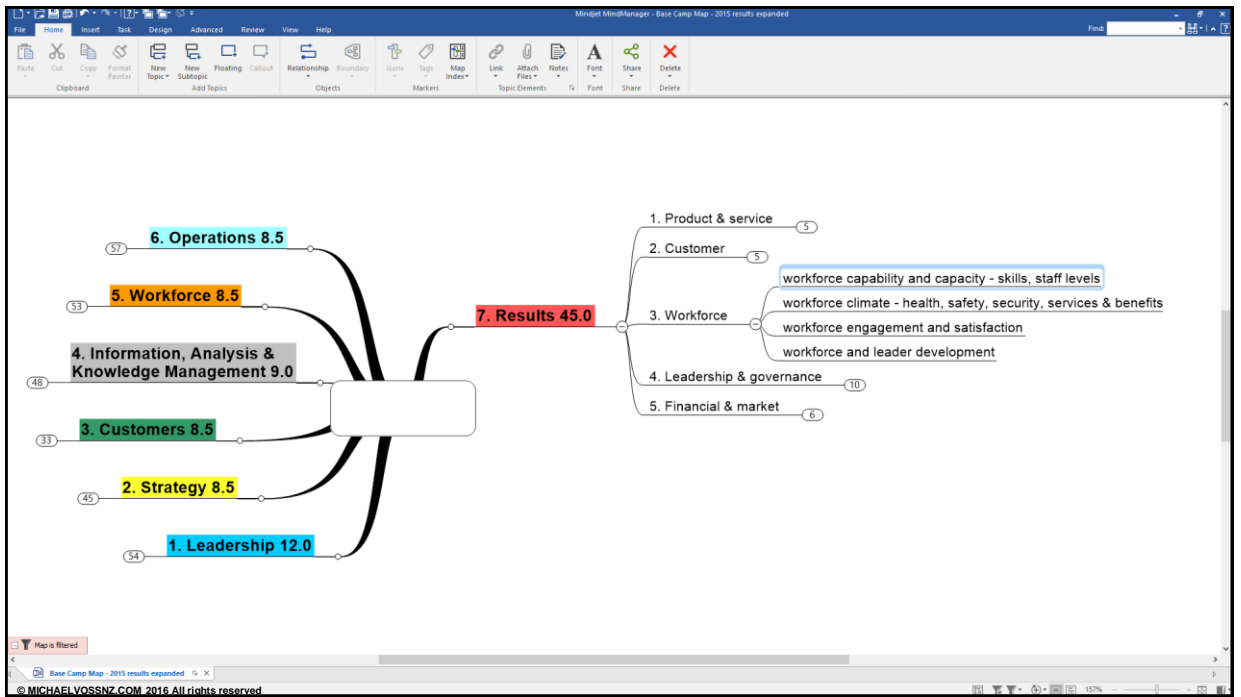 Mindjet MindManager - Base Camp Map - 2015 results expanded
File Home Insert Task Design Advanced Review View Help
Find:
Paste Cut Copy Format Painter
New Topic New Subtopic Floating Callout
Relationship Boundary
Icons Tags Map Index
Link Attach Files Notes
Font Share Delete
Clipboard Add Topics Objects Markers Topic Elements Font Share Delete
6. Operations 8.5
57
5. Workforce 8.5
53
4. Information, Analysis &
Knowledge Management 9.0
48
3. Customers 8.5
33
2. Strategy 8.5
45
1. Leadership 12.0
54
7. Results 45.0
1. Product & service
5
2. Customer
5
3. Workforce
workforce capability and capacity - skills, staff levels
workforce climate - health, safety, security, services & benefits
workforce engagement and satisfaction
workforce and leader development
4. Leadership & governance
10
5. Financial & market
6
Map is filtered
Base Camp Map - 2015 results expanded
© MICHAELVOSSNZ.COM 2016 All rights reserved
157%